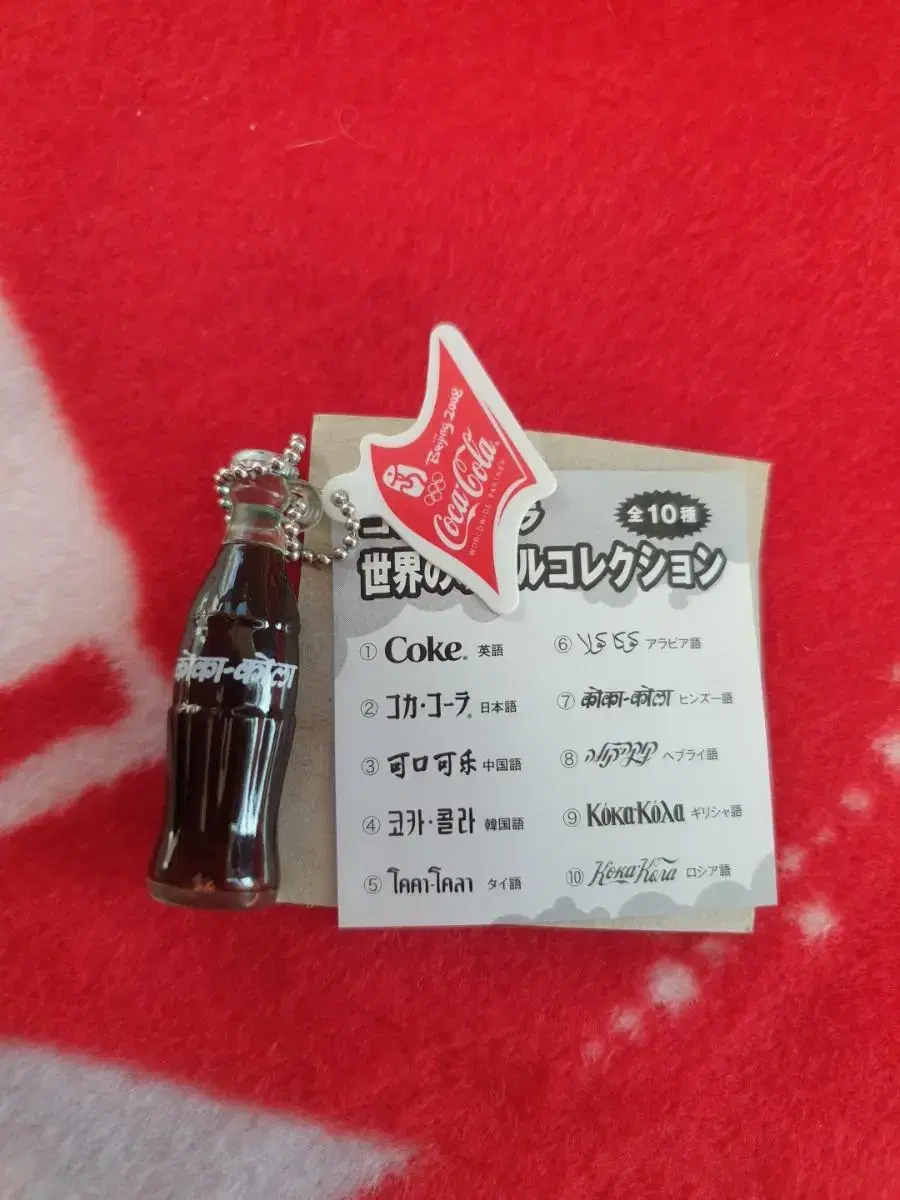 Beijing 2008
Coca-Cola
WORLDWIDE PARTNER
कोका-कोला
全10種
世界の ルコレクション
① Coke® 英語
② コカ・コーラ® 日本語
③ 可口可乐 中国語
④ 코카·콜라 韓国語
⑤ โคคา-โคลา タイ語
⑥ アラビア語
⑦ कोका-कोला ヒンズー語
⑧ ヘブライ語
⑨ Κόκα·Κόλα ギリシャ語
⑩ Кока-Кола ロシア語